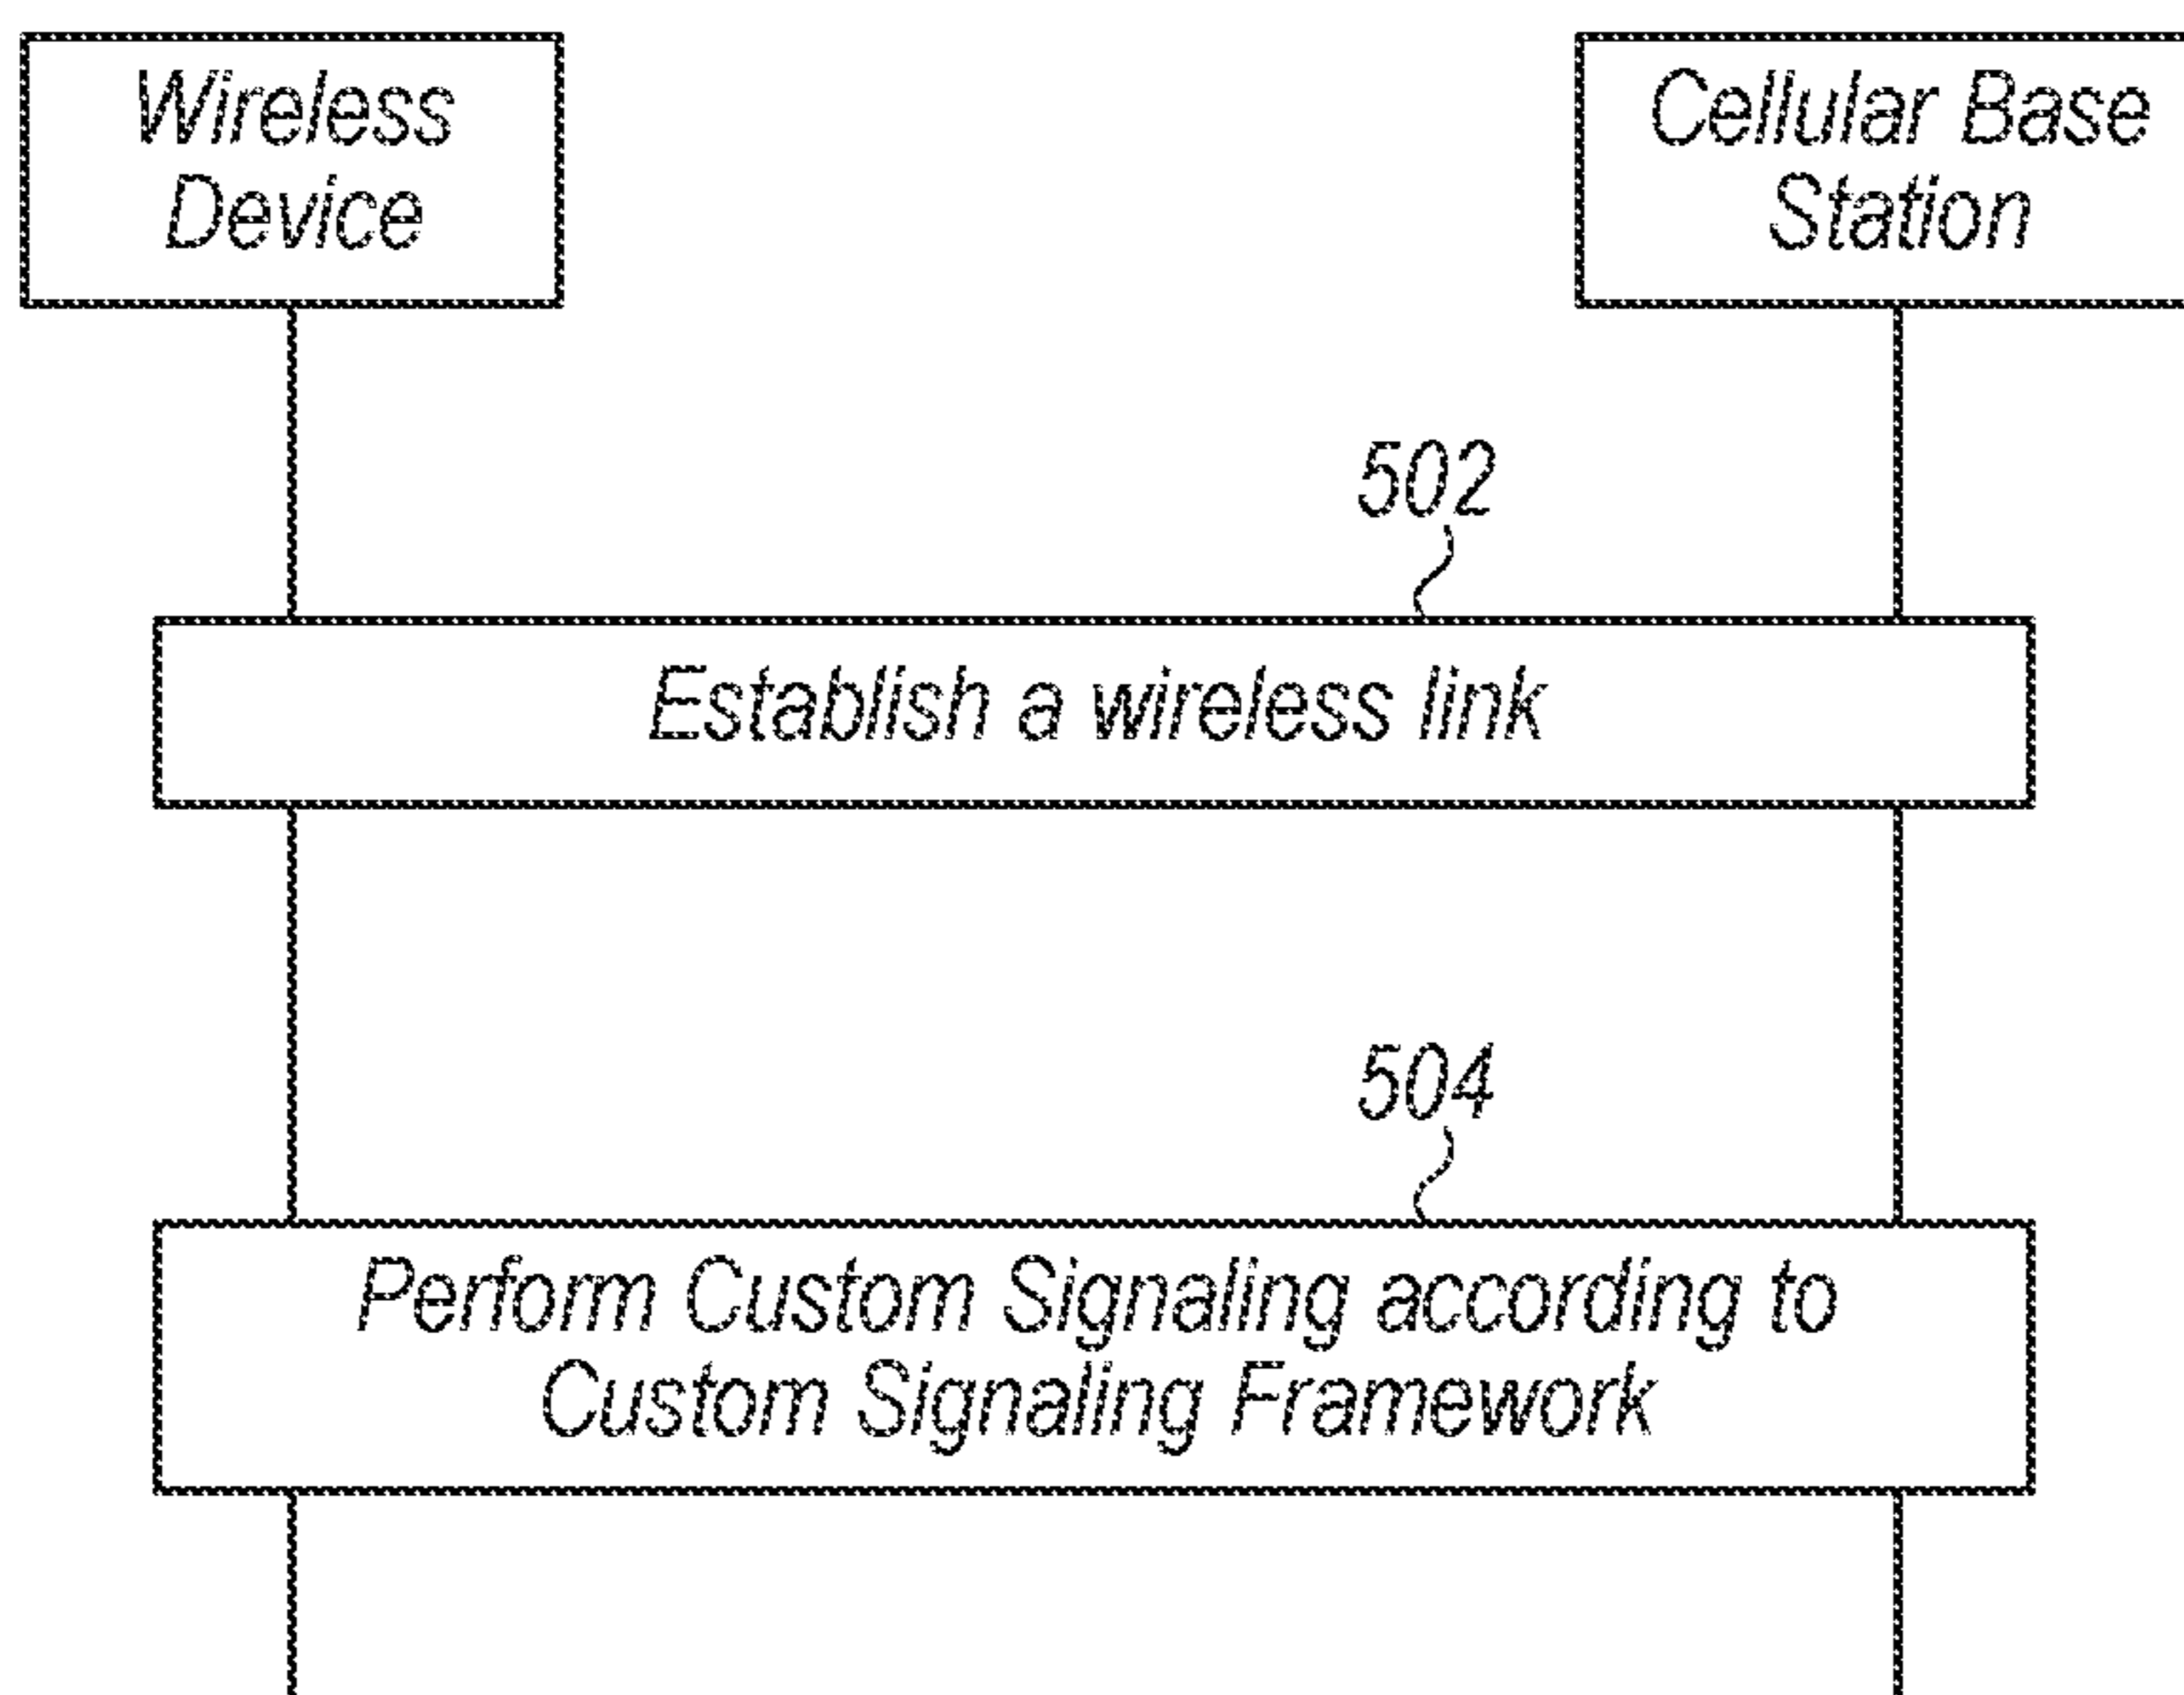 Wireless
Device
Cellular Base
Station
502
Establish a wireless link
504
Perform Custom Signaling according to
Custom Signaling Framework